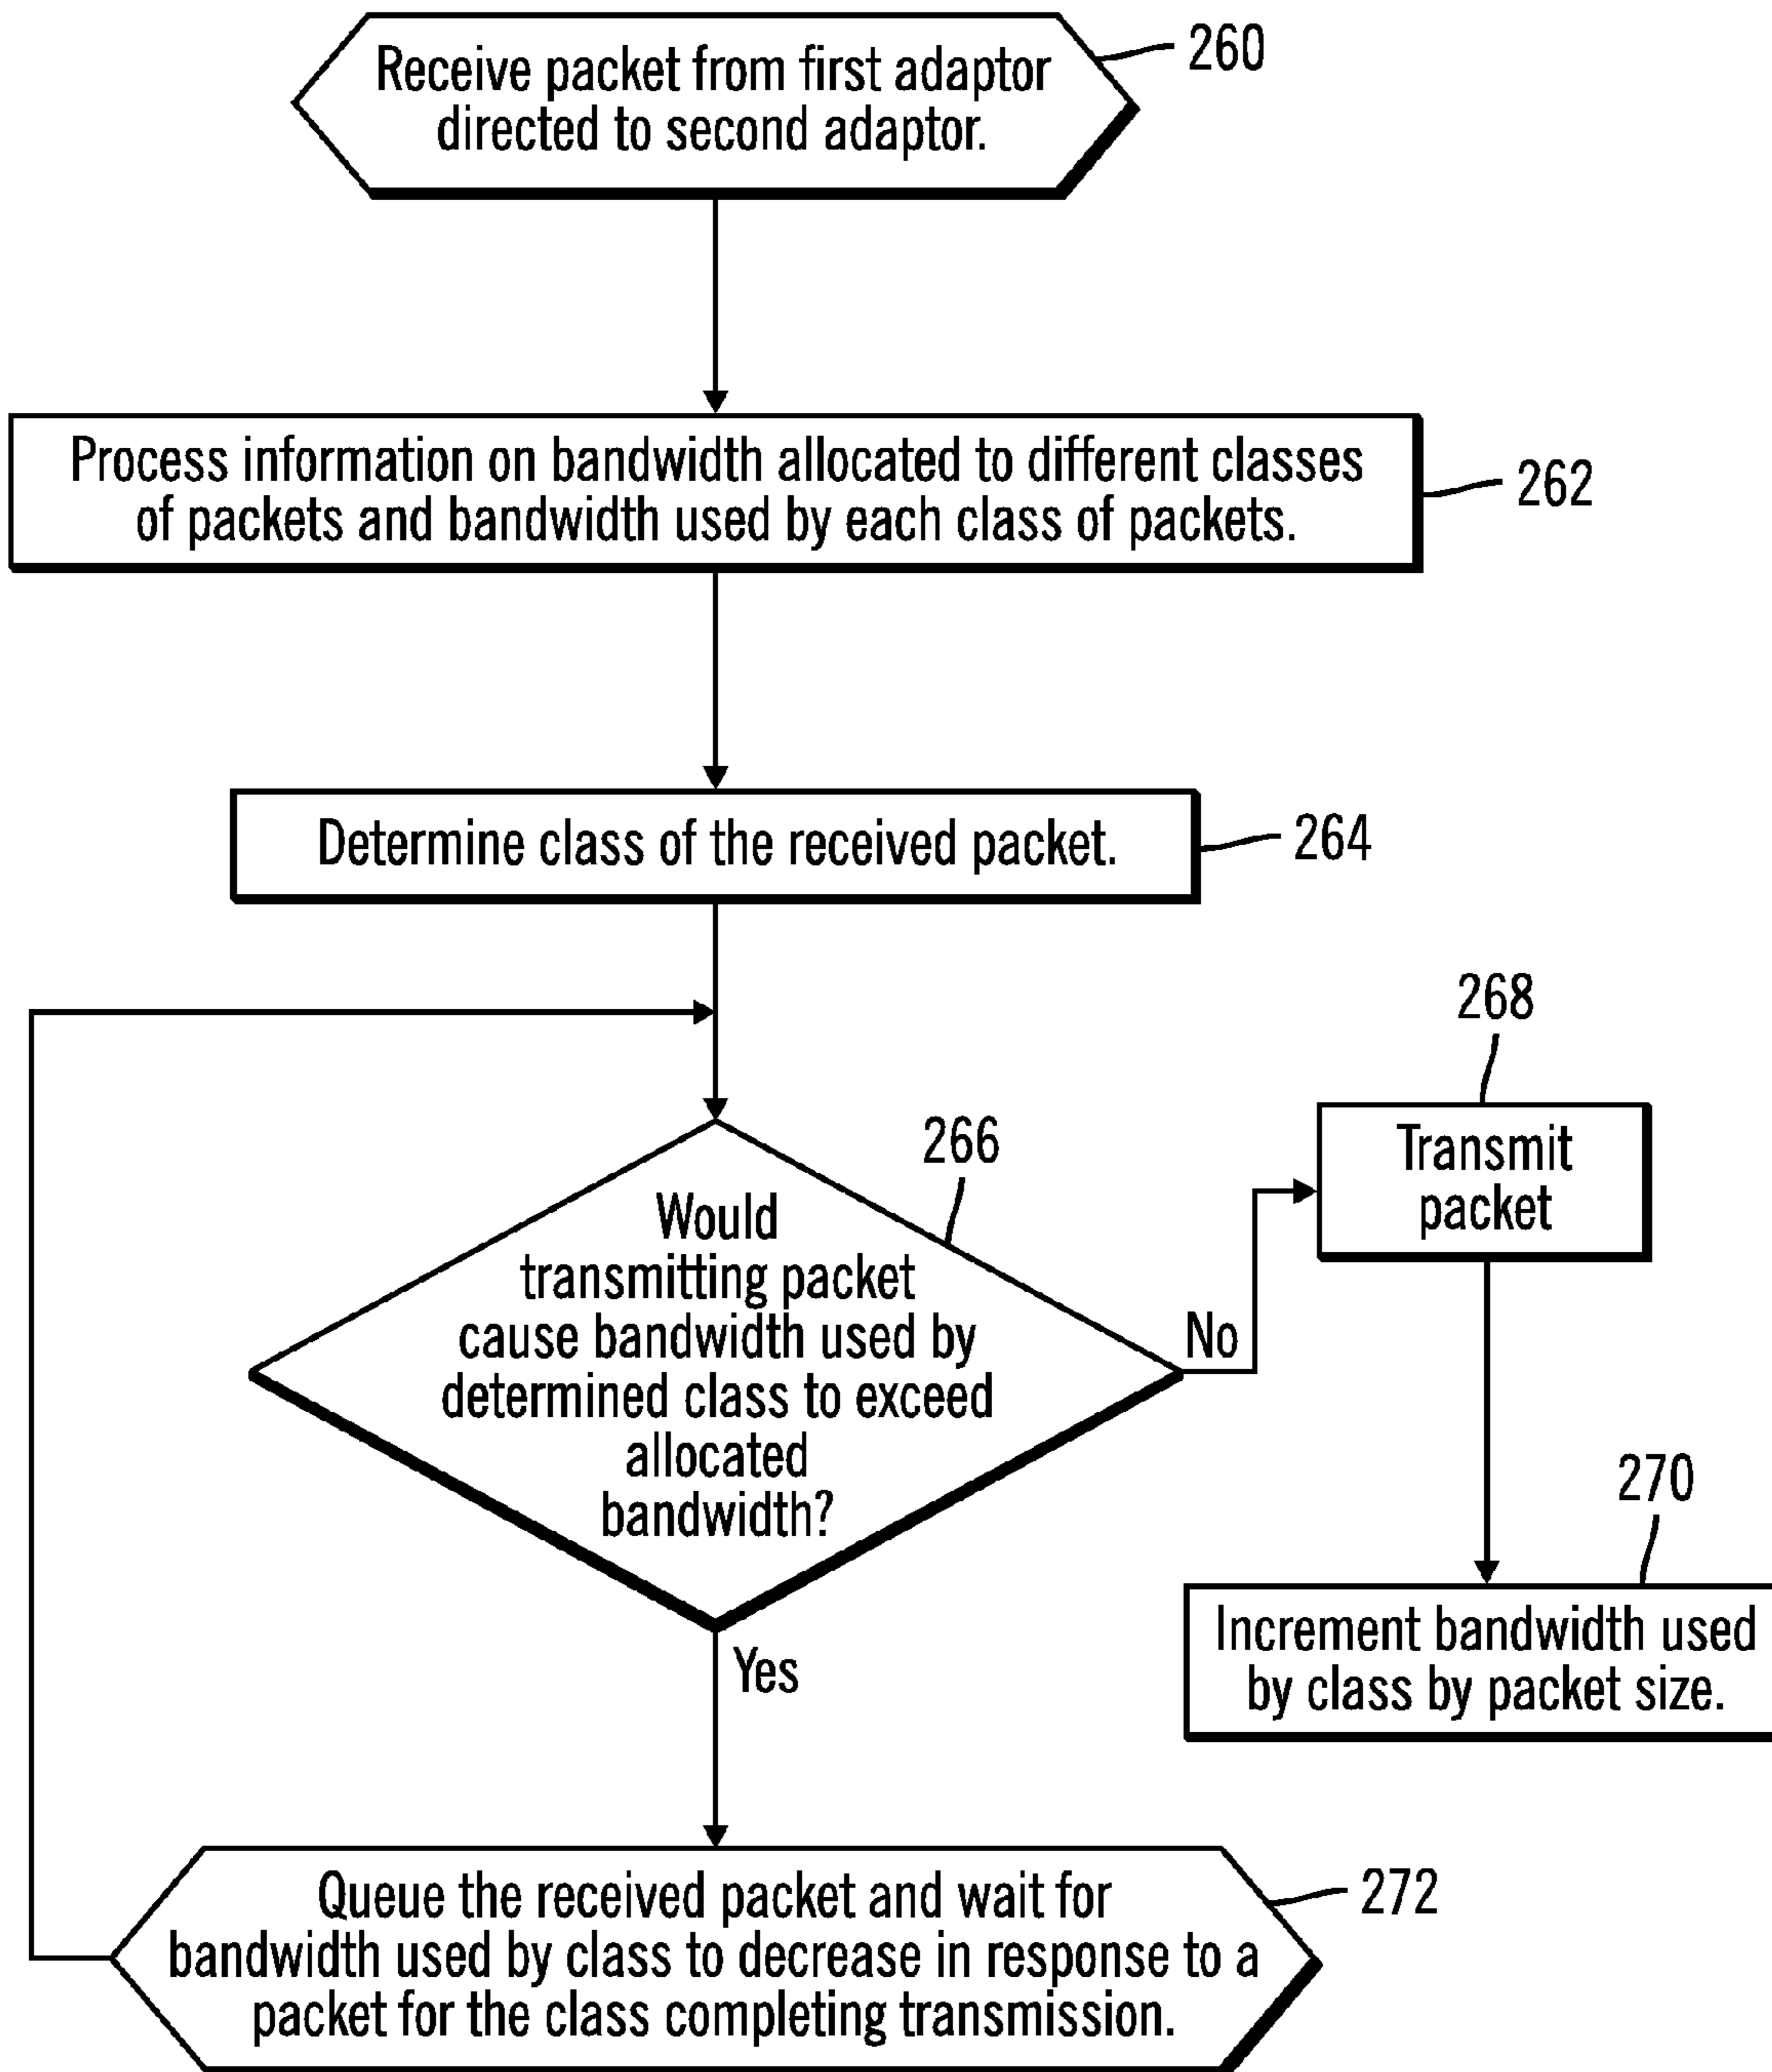 Receive packet from first adaptor
directed to second adaptor.
260
Process information on bandwidth allocated to different classes
of packets and bandwidth used by each class of packets.
262
Determine class of the received packet.
264
266
Would
transmitting packet
cause bandwidth used by
determined class to exceed
allocated
bandwidth?
No
268
Transmit
packet
270
Increment bandwidth used
by class by packet size.
Yes
Queue the received packet and wait for
bandwidth used by class to decrease in response to a
packet for the class completing transmission.
272